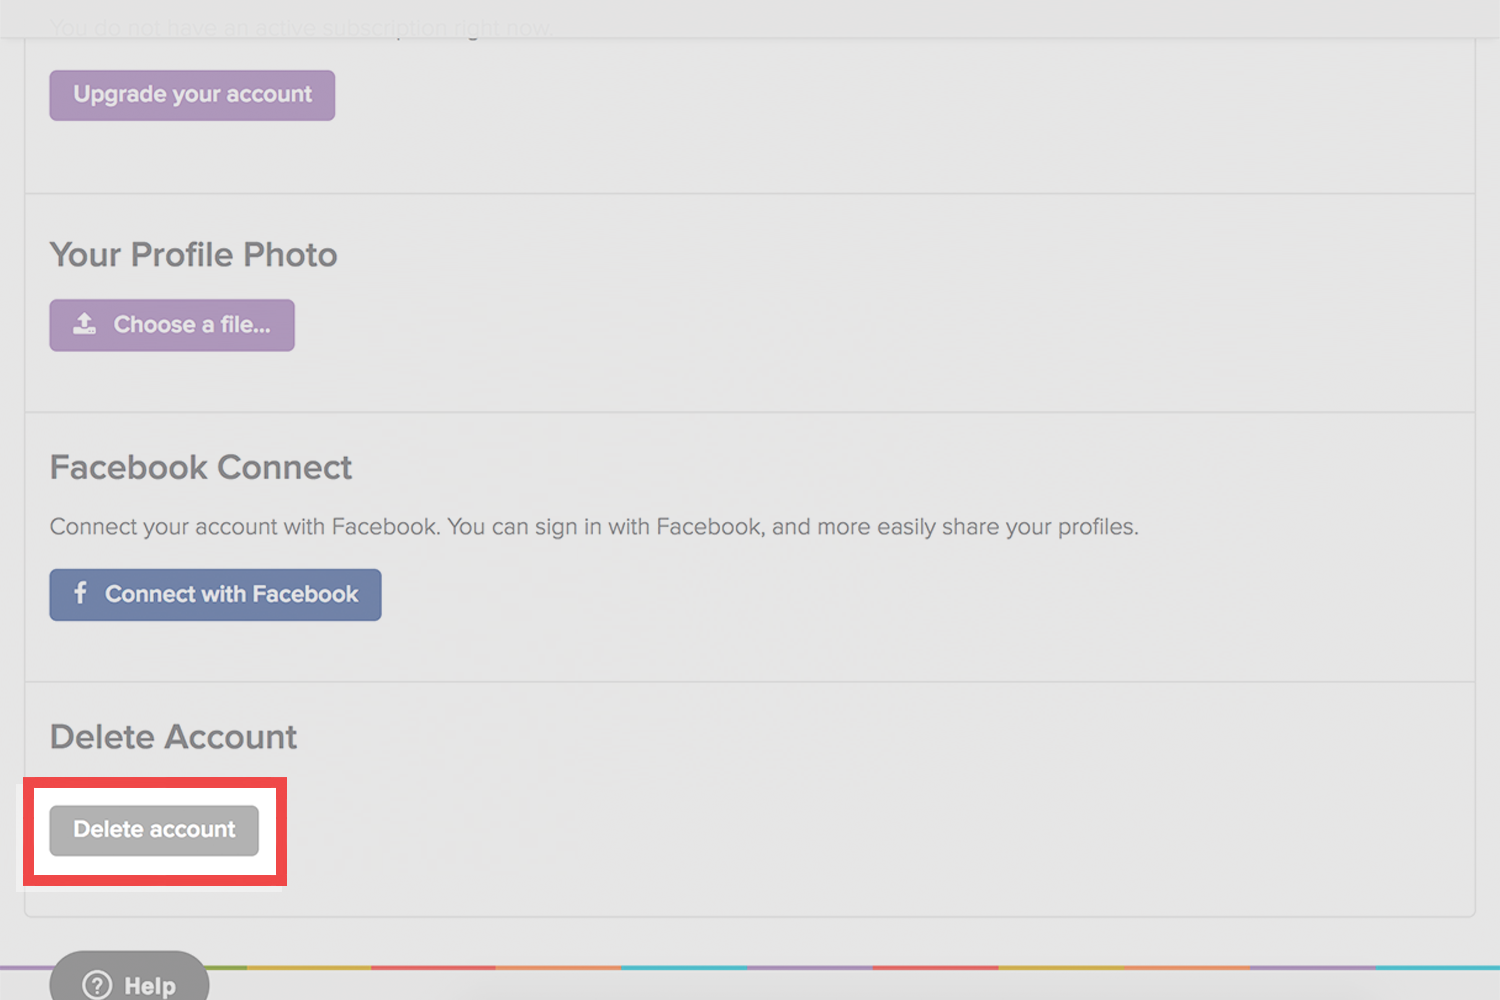 You do not have an active subscription right now.
Upgrade your account
Your Profile Photo
Choose a file...
Facebook Connect
Connect your account with Facebook. You can sign in with Facebook, and more easily share your profiles.
f Connect with Facebook
Delete Account
Delete account
? Help